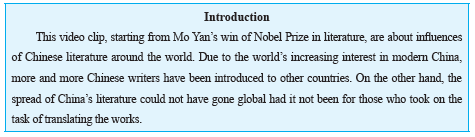 Introduction
This video clip, starting from Mo Yan's win of Nobel Prize in literature, are about influences
of Chinese literature around the world. Due to the world's increasing interest in modern China,
more and more Chinese writers have been introduced to other countries. On the other hand, the
spread of China's literature could not have gone global had it not been for those who took on the
task of translating the works.